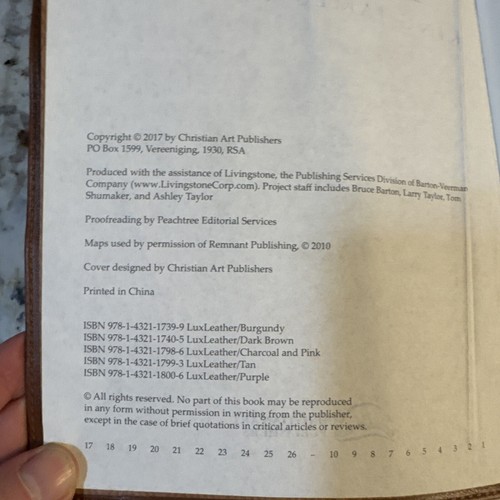 Copyright © 2017 by Christian Art Publishers
PO Box 1599, Vereeniging, 1930, RSA
Produced with the assistance of Livingstone, the Publishing Services Division of Barton-Veerman
Company (www.LivingstoneCorp.com). Project staff includes Bruce Barton, Larry Taylor, Tom
Shumaker, and Ashley Taylor
Proofreading by Peachtree Editorial Services
Maps used by permission of Remnant Publishing, © 2010
Cover designed by Christian Art Publishers
Printed in China
ISBN 978-1-4321-1739-9 LuxLeather/Burgundy
ISBN 978-1-4321-1740-5 LuxLeather/Dark Brown
ISBN 978-1-4321-1798-6 LuxLeather/Charcoal and Pink
ISBN 978-1-4321-1799-3 LuxLeather/Tan
ISBN 978-1-4321-1800-6 LuxLeather/Purple
© All rights reserved. No part of this book may be reproduced
in any form without permission in writing from the publisher,
except in the case of brief quotations in critical articles or reviews.
17 18 19 20 21 22 23 24 25 26 – 10 9 8 7 6 5 4 3 2 1